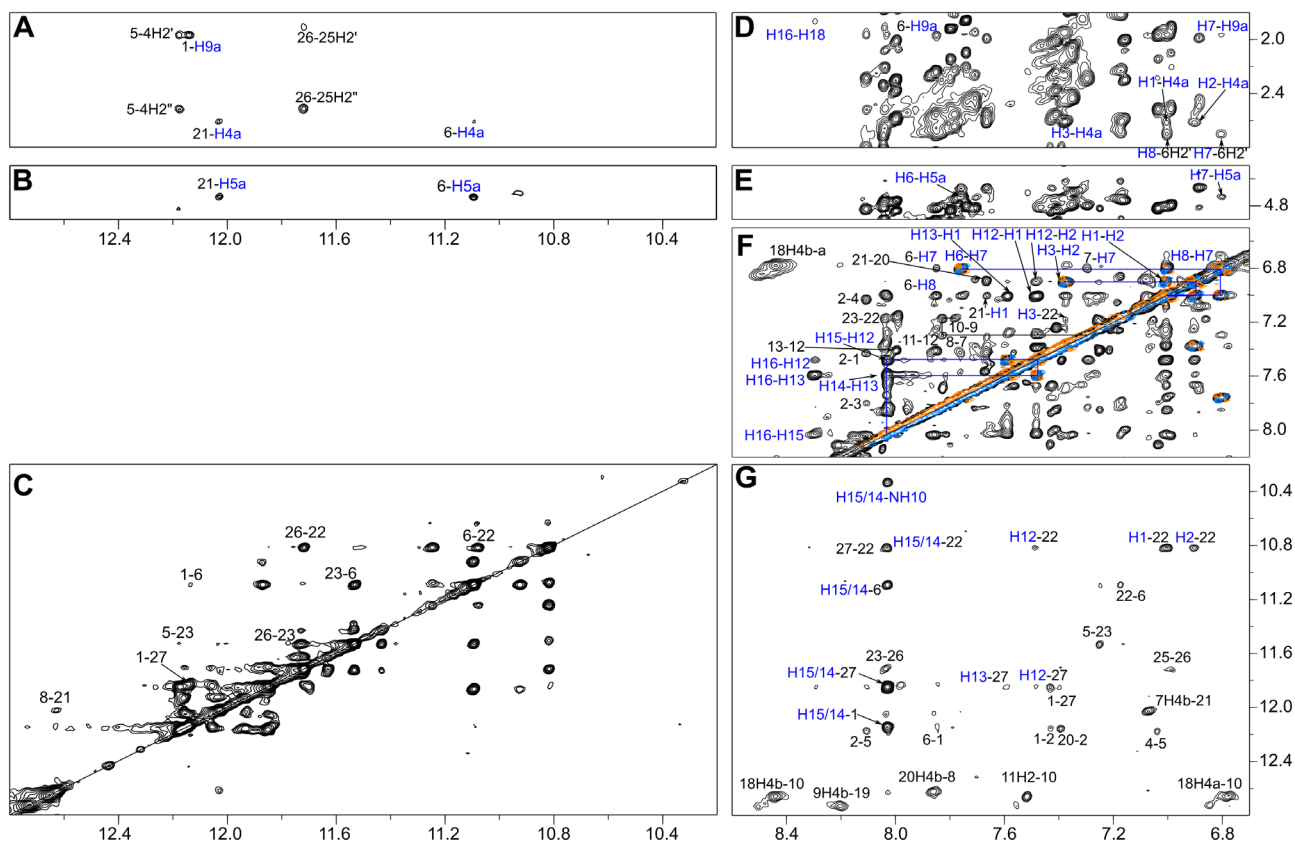 A
5-4H2'
1-H9a
26-25H2'
5-4H2"
26-25H2"
21-H4a
6-H4a
B
21-H5a
6-H5a
12.4 12.0 11.6 11.2 10.8 10.4
C
26-22
6-22
1-6
23-6
5-23
26-23
1-27
8-21
12.4 12.0 11.6 11.2 10.8 10.4
D
H16-H18
6-H9a
H7-H9a
2.0
H1-H4a
H2-H4a
2.4
H3-H4a
H8-6H2'
H7-6H2'
E
H6-H5a
H7-H5a
4.8
F
H13-H1
H12-H1
H12-H2
H1-H2
18H4b-a
H3-H2
21-20
6-H7
H6-H7
7-H7
H8-H7
6.8
6-H8
2-4
21-H1
H3-22
23-22
10-9
7.2
H15-H12
11-12
8-7
13-12
2-1
H16-H12
H16-H13
H14-H13
7.6
2-3
H16-H15
8.0
G
10.4
H15/14-NH10
27-22
H15/14-22
H12-22
H1-22
H2-22
10.8
H15/14-6
22-6
11.2
5-23
23-26
25-26
11.6
H15/14-27
H13-27
H12-27
1-27
7H4b-21
H15/14-1
12.0
2-5
6-1
1-2
20-2
4-5
12.4
18H4b-10
9H4b-19
20H4b-8
11H2-10
18H4a-10
8.4 8.0 7.6 7.2 6.8